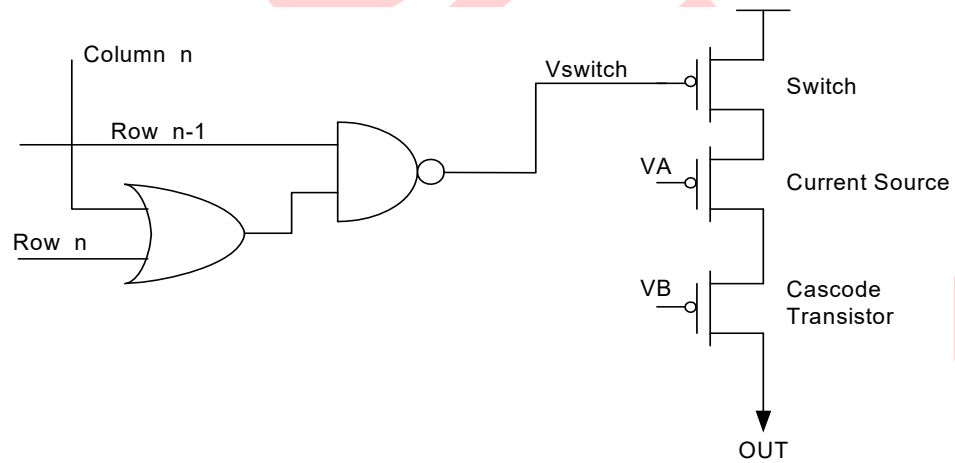 Column n
Row n-1
Row n
Vswitch
Switch
VA
Current Source
VB
Cascode
Transistor
OUT